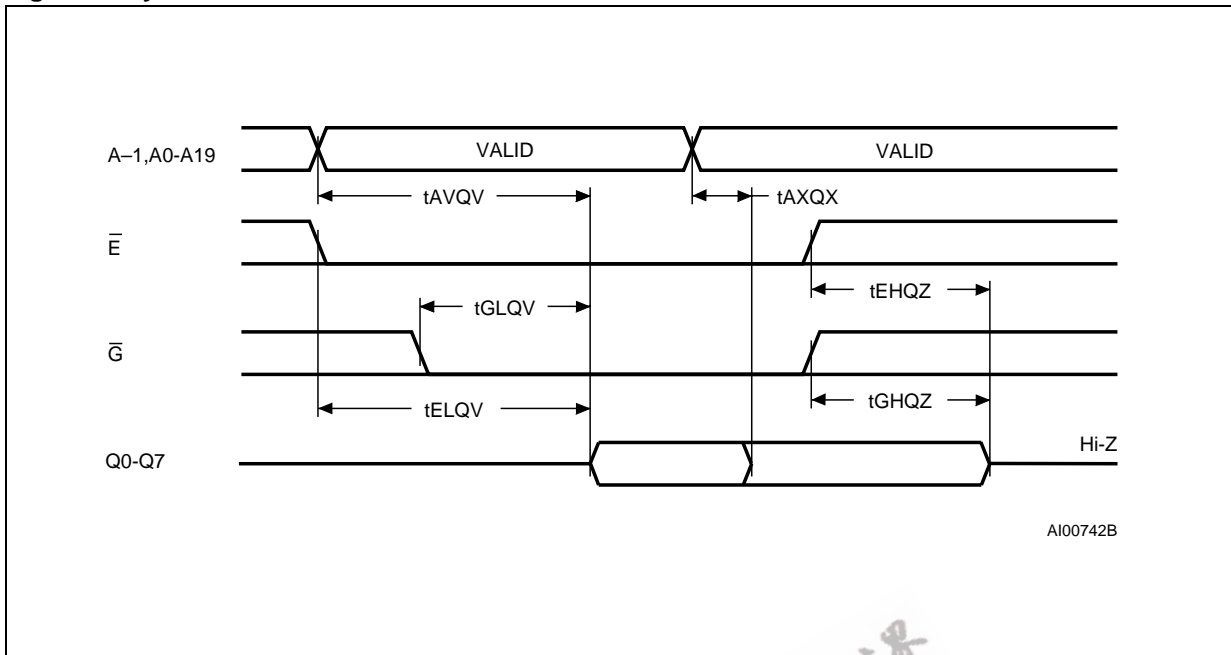 A–1,A0-A19
VALID
VALID
tAVQV
tAXQX
E
tEHQZ
tGLQV
G
tGHQZ
tELQV
Hi-Z
Q0-Q7
AI00742B